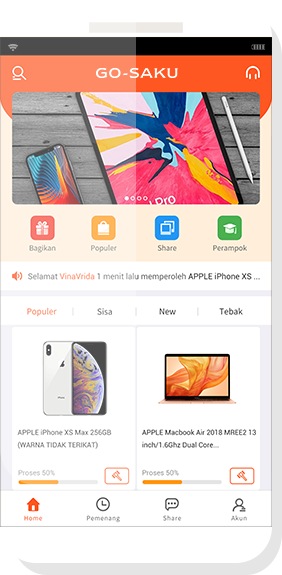 GO-SAKU
Pro
Bagikan Populer Share Perampok
Selamat VinaVrida 1 menit lalu memperoleh APPLE iPhone XS ...
Populer Sisa New Tebak
APPLE iPhone XS Max 256GB
(WARNA TIDAK TERIKAT)
Proses 50%
APPLE Macbook Air 2018 MREE2 13
inch/1.6Ghz Dual Core...
Proses 50%
Home Pemenang Share Akun